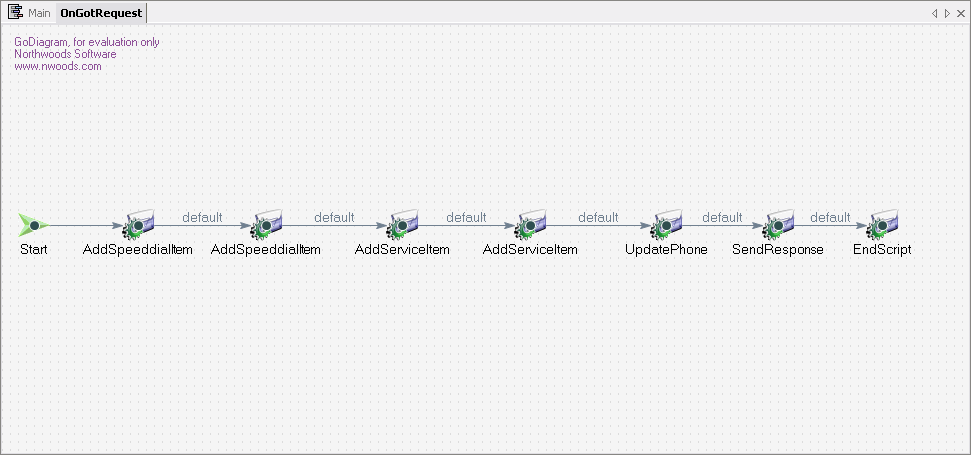 Main OnGotRequest
GoDiagram, for evaluation only
Northwoods Software
www.nwoods.com
default default default default default default
Start AddSpeeddialItem AddSpeeddialItem AddServiceItem AddServiceItem UpdatePhone SendResponse EndScript